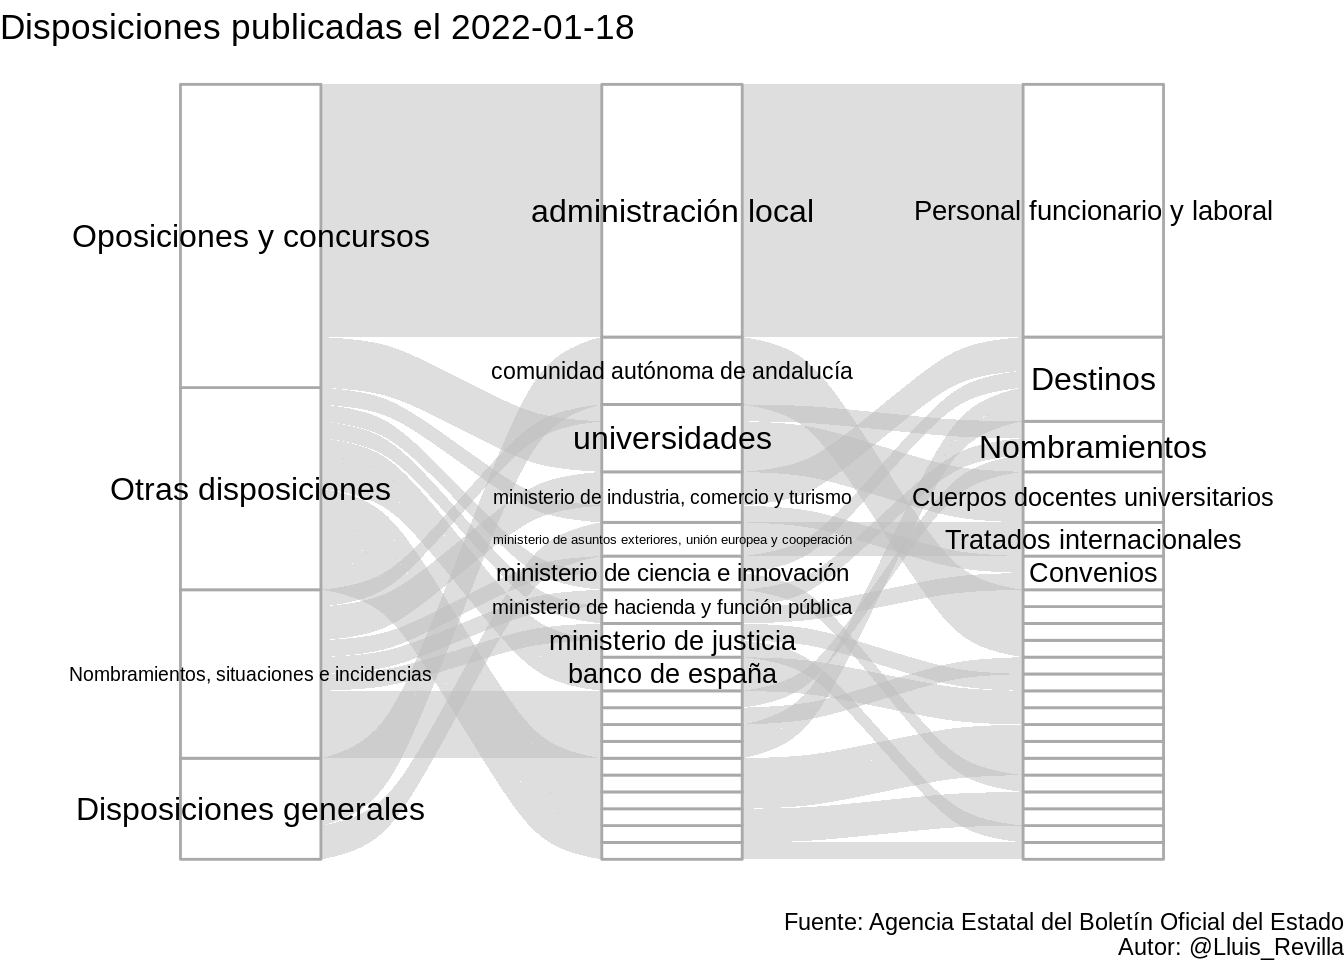 Disposiciones publicadas el 2022-01-18
Oposiciones y concursos
Otras disposiciones
Nombramientos, situaciones e incidencias
Disposiciones generales
administración local
comunidad autónoma de andalucía
universidades
ministerio de industria, comercio y turismo
ministerio de asuntos exteriores, unión europea y cooperación
ministerio de ciencia e innovación
ministerio de hacienda y función pública
ministerio de justicia
banco de españa
Personal funcionario y laboral
Destinos
Nombramientos
Cuerpos docentes universitarios
Tratados internacionales
Convenios
Fuente: Agencia Estatal del Boletín Oficial del Estado
Autor: @Lluis_Revilla